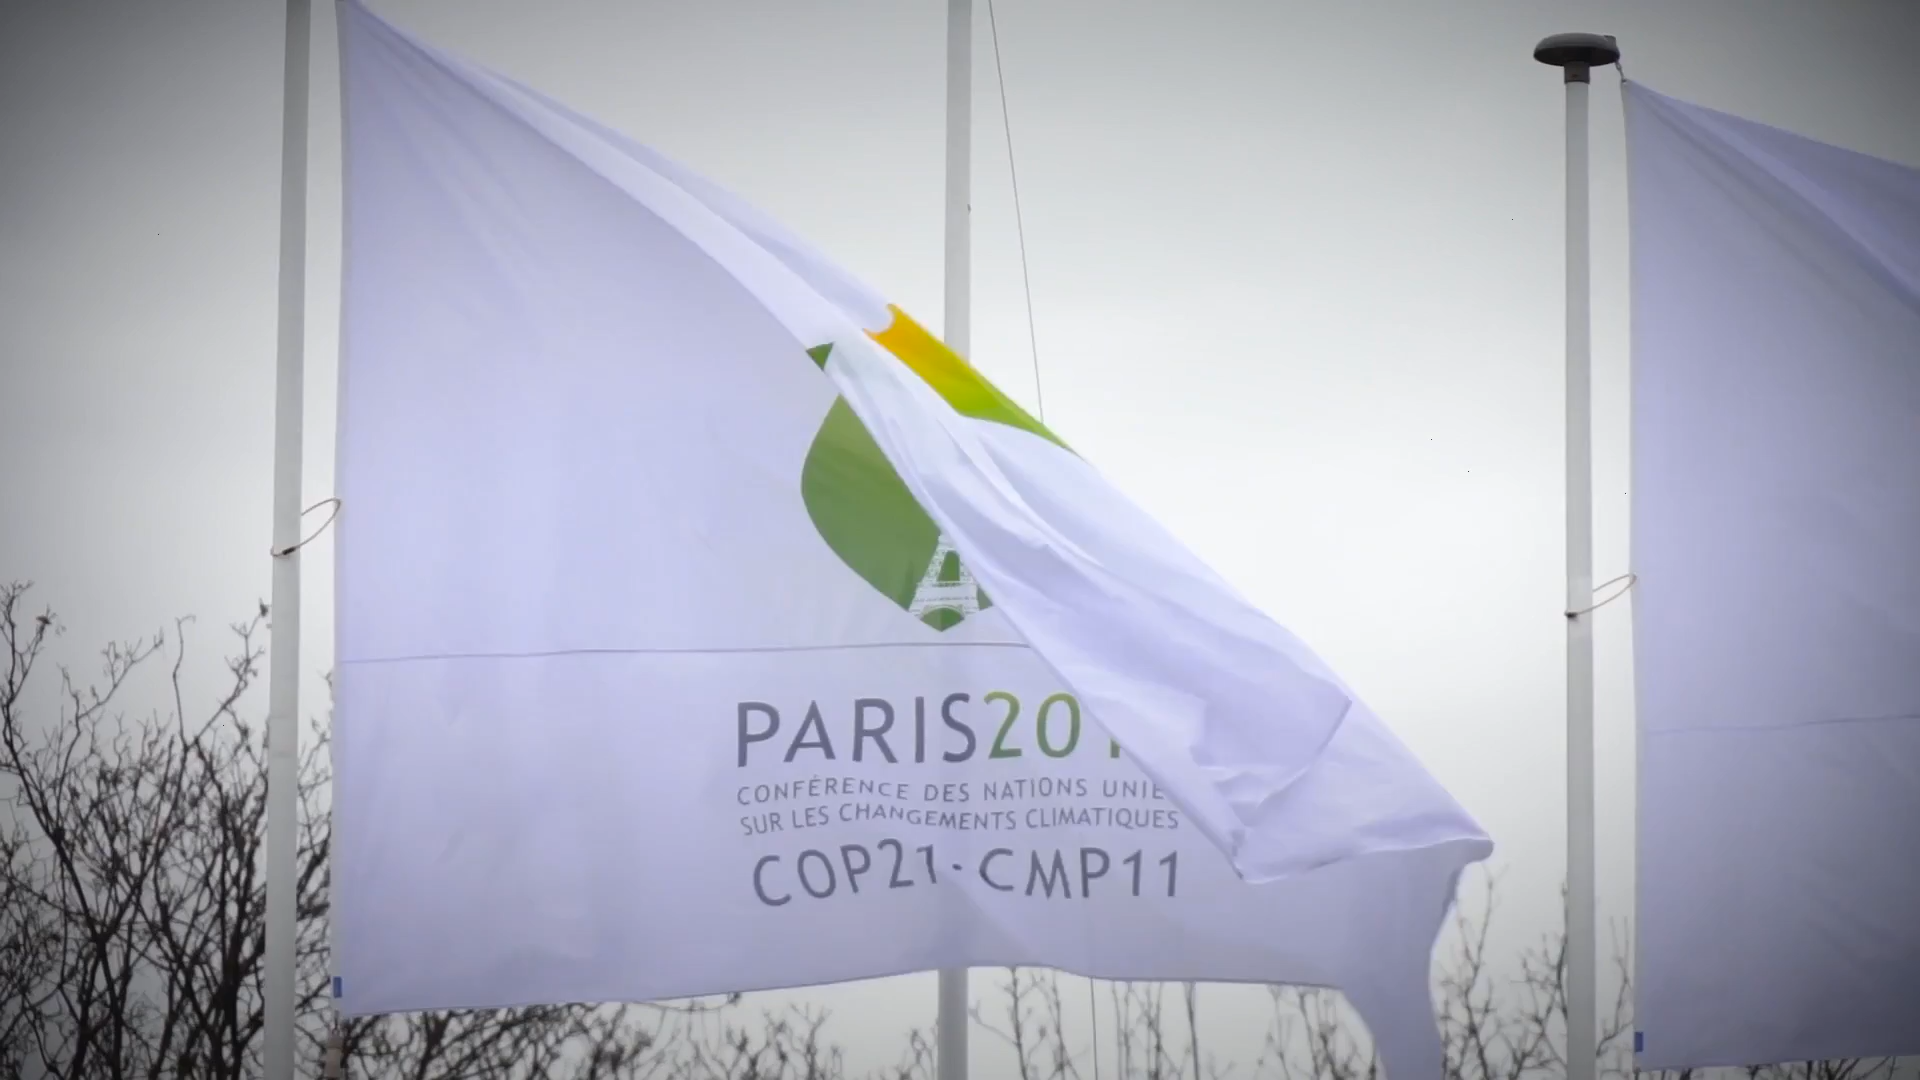 PARIS20
CONFÉRENCE DES NATIONS UNIE
SUR LES CHANGEMENTS CLIMATIQUES
COP21·CMP11